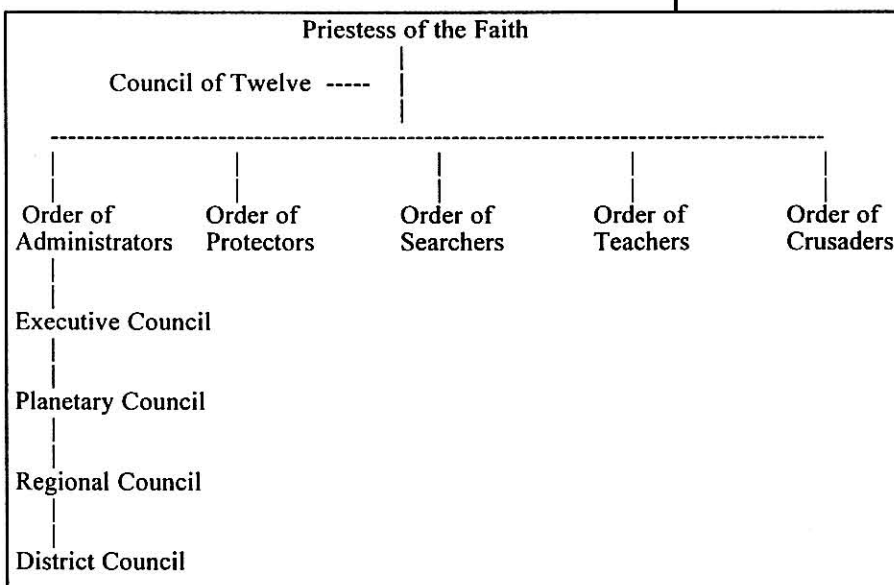 Priestess of the Faith
Council of Twelve -----
Order of Administrators
Order of Protectors
Order of Searchers
Order of Teachers
Order of Crusaders
Executive Council
Planetary Council
Regional Council
District Council